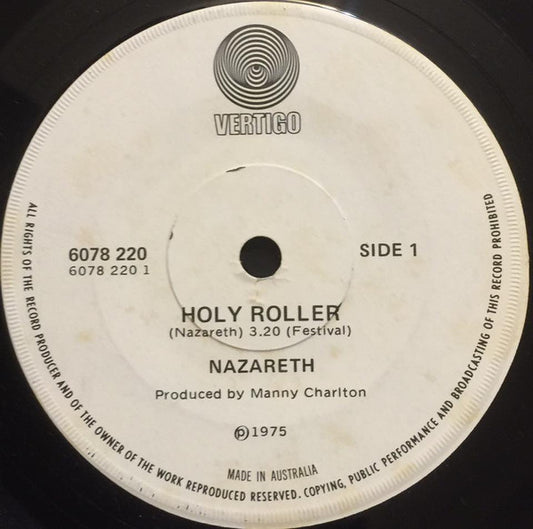 VERTIGO
6078 220
6078 220 1
SIDE 1
HOLY ROLLER
(Nazareth) 3.20 (Festival)
NAZARETH
Produced by Manny Charlton
℗1975
MADE IN AUSTRALIA
ALL RIGHTS OF THE RECORD PRODUCER AND OF THE OWNER OF THE WORK REPRODUCED RESERVED. COPYING, PUBLIC PERFORMANCE AND BROADCASTING OF THIS RECORD PROHIBITED